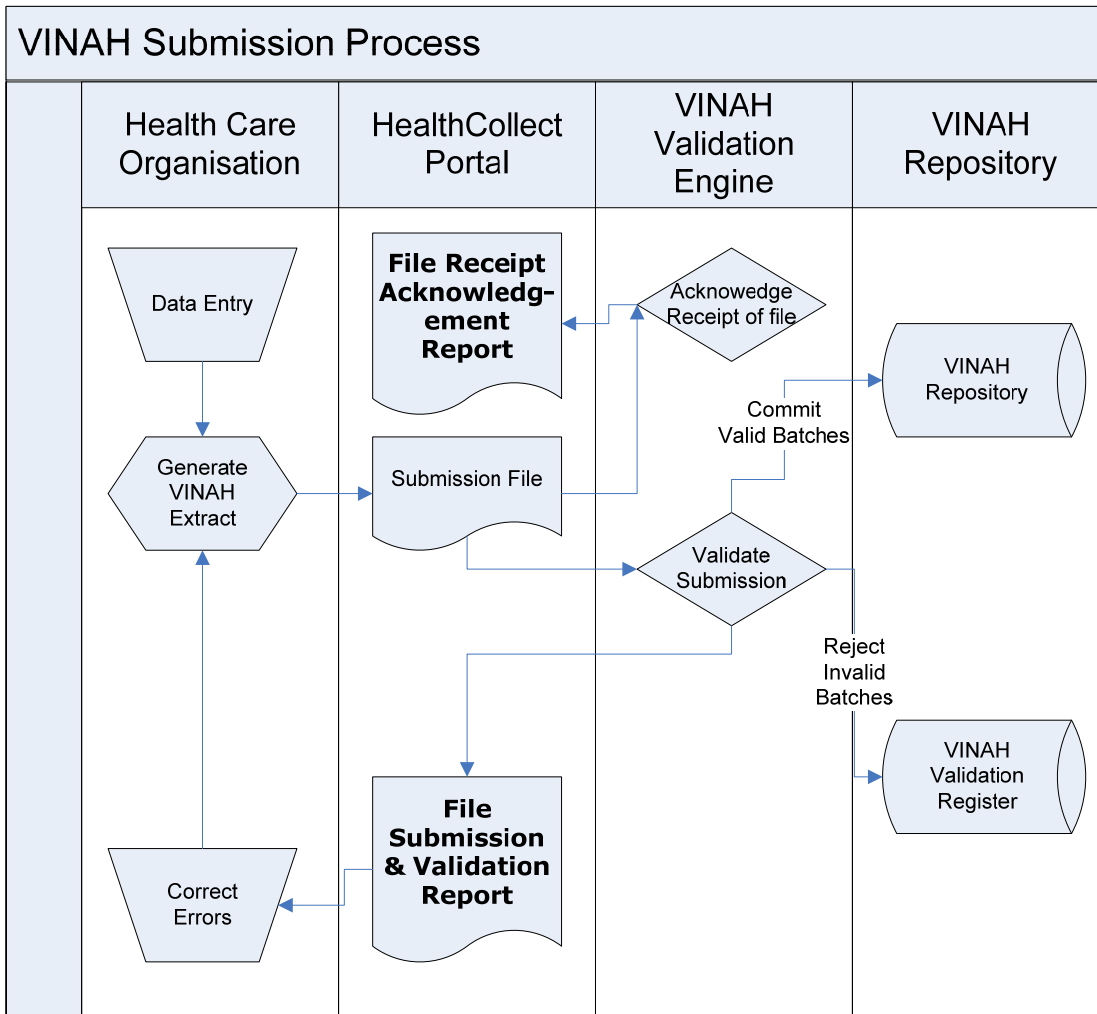 VINAH Submission Process
Health Care
Organisation
HealthCollect
Portal
VINAH
Validation
Engine
VINAH
Repository
Data Entry
File Receipt
Acknowledg-
ement
Report
Acknowedge
Receipt of file
VINAH
Repository
Commit
Valid Batches
Generate
VINAH
Extract
Submission File
Validate
Submission
Reject
Invalid
Batches
VINAH
Validation
Register
File
Submission
& Validation
Report
Correct
Errors